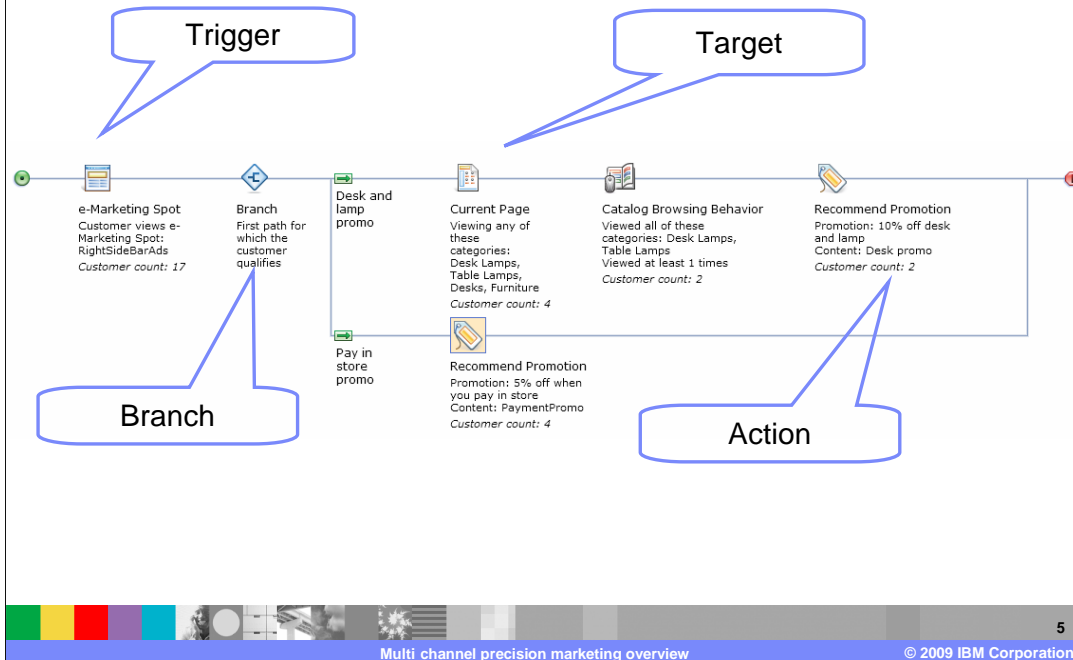 Trigger
Target
e-Marketing Spot
Customer views e-
Marketing Spot:
RightSideBarAds
Customer count: 17
Branch
First path for
which the
customer
qualifies
Desk and
lamp
promo
Current Page
Viewing any of
these
categories:
Desk Lamps,
Table Lamps,
Desks, Furniture
Customer count: 4
Catalog Browsing Behavior
Viewed all of these
categories: Desk Lamps,
Table Lamps
Viewed at least 1 times
Customer count: 2
Recommend Promotion
Promotion: 10% off desk
and lamp
Content: Desk promo
Customer count: 2
Pay in
store
promo
Recommend Promotion
Promotion: 5% off when
you pay in store
Content: PaymentPromo
Customer count: 4
Branch
Action
5
Multi channel precision marketing overview
© 2009 IBM Corporation